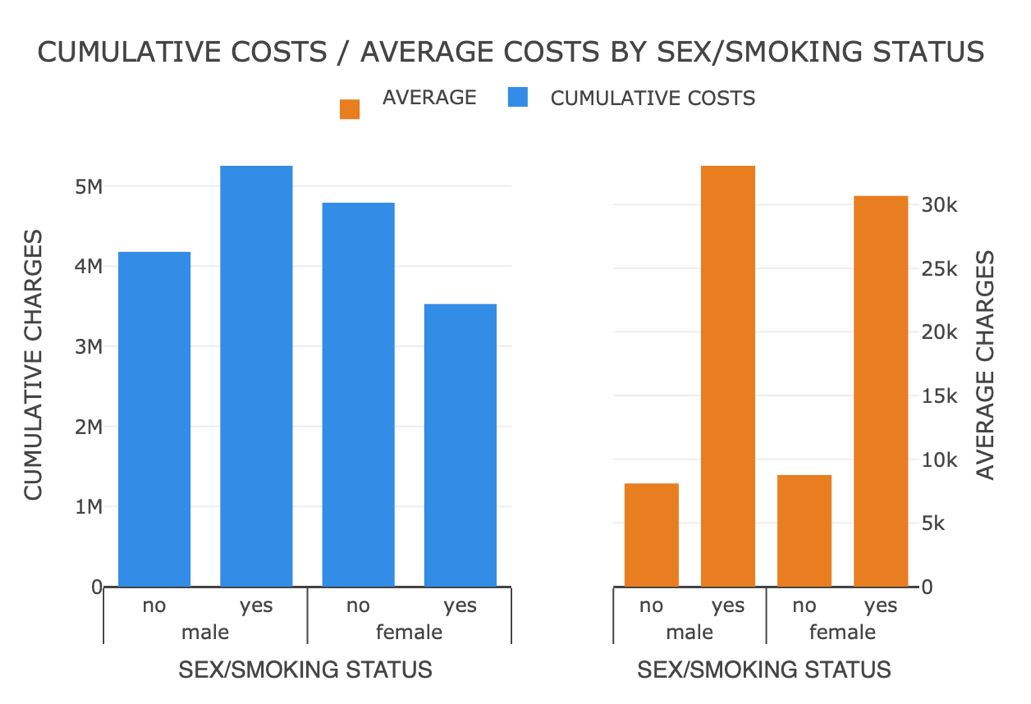 CUMULATIVE COSTS / AVERAGE COSTS BY SEX/SMOKING STATUS
AVERAGE
CUMULATIVE COSTS
CUMULATIVE CHARGES
5M
4M
3M
2M
1M
0
no yes no yes
male female
SEX/SMOKING STATUS
30k
25k
20k
15k
10k
5k
0
AVERAGE CHARGES
no yes no yes
male female
SEX/SMOKING STATUS